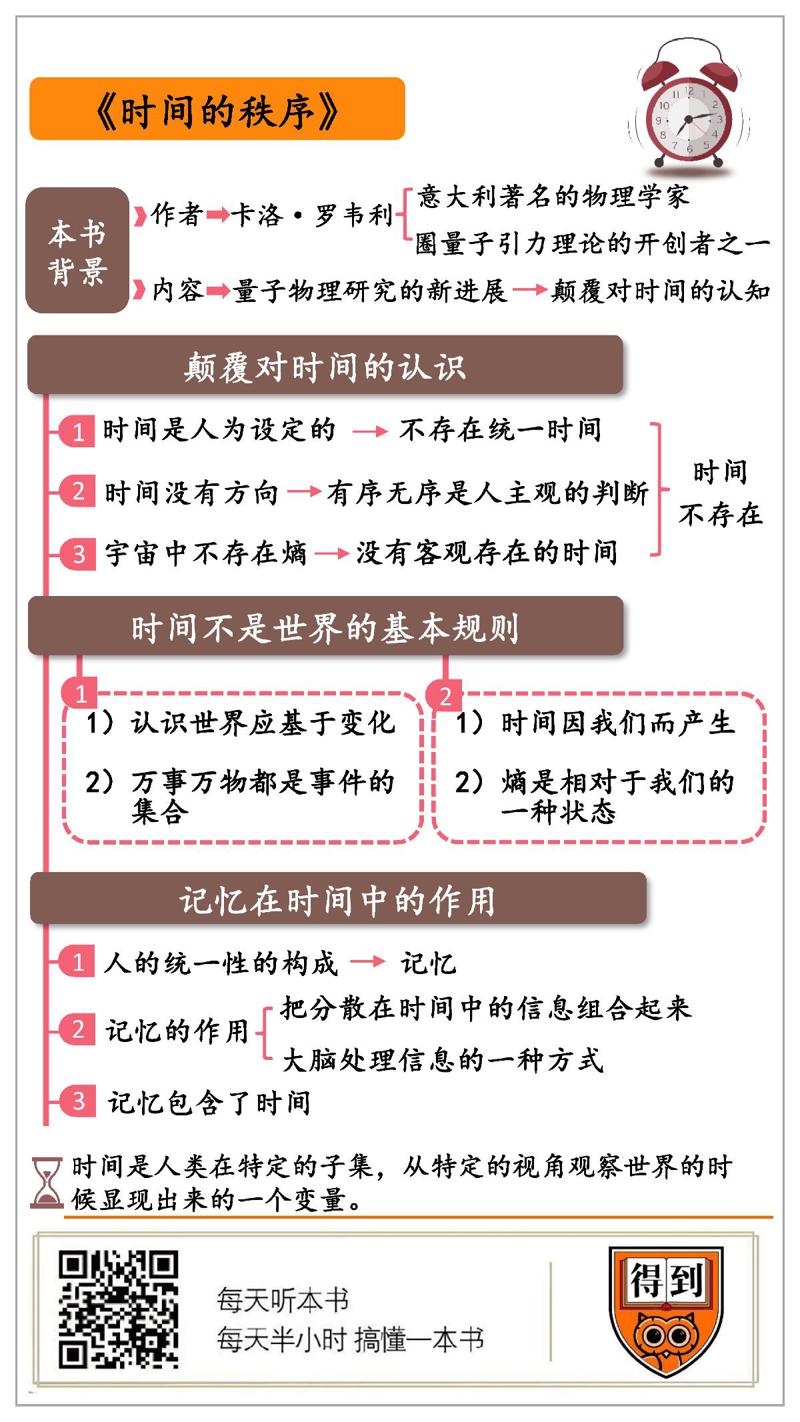 《时间的秩序》
本书
背景
作者
卡洛·罗韦利
意大利著名的物理学家
圈量子引力理论的开创者之一
内容
量子物理研究的新进展
颠覆对时间的认知
颠覆对时间的认识
1 时间是人为设定的
不存在统一时间
2 时间没有方向
有序无序是人主观的判断
3 宇宙中不存在熵
没有客观存在的时间
时间
不存在
时间不是世界的基本规则
1
1）认识世界应基于变化
2）万事万物都是事件的
集合
2
1）时间因我们而产生
2）熵是相对于我们的
一种状态
记忆在时间中的作用
1 人的统一性的构成
记忆
2 记忆的作用
把分散在时间中的信息组合起来
大脑处理信息的一种方式
3 记忆包含了时间
时间是人类在特定的子集，从特定的视角观察世界的时
候显现出来的一个变量。
每天听本书
每天半小时 搞懂一本书
得到